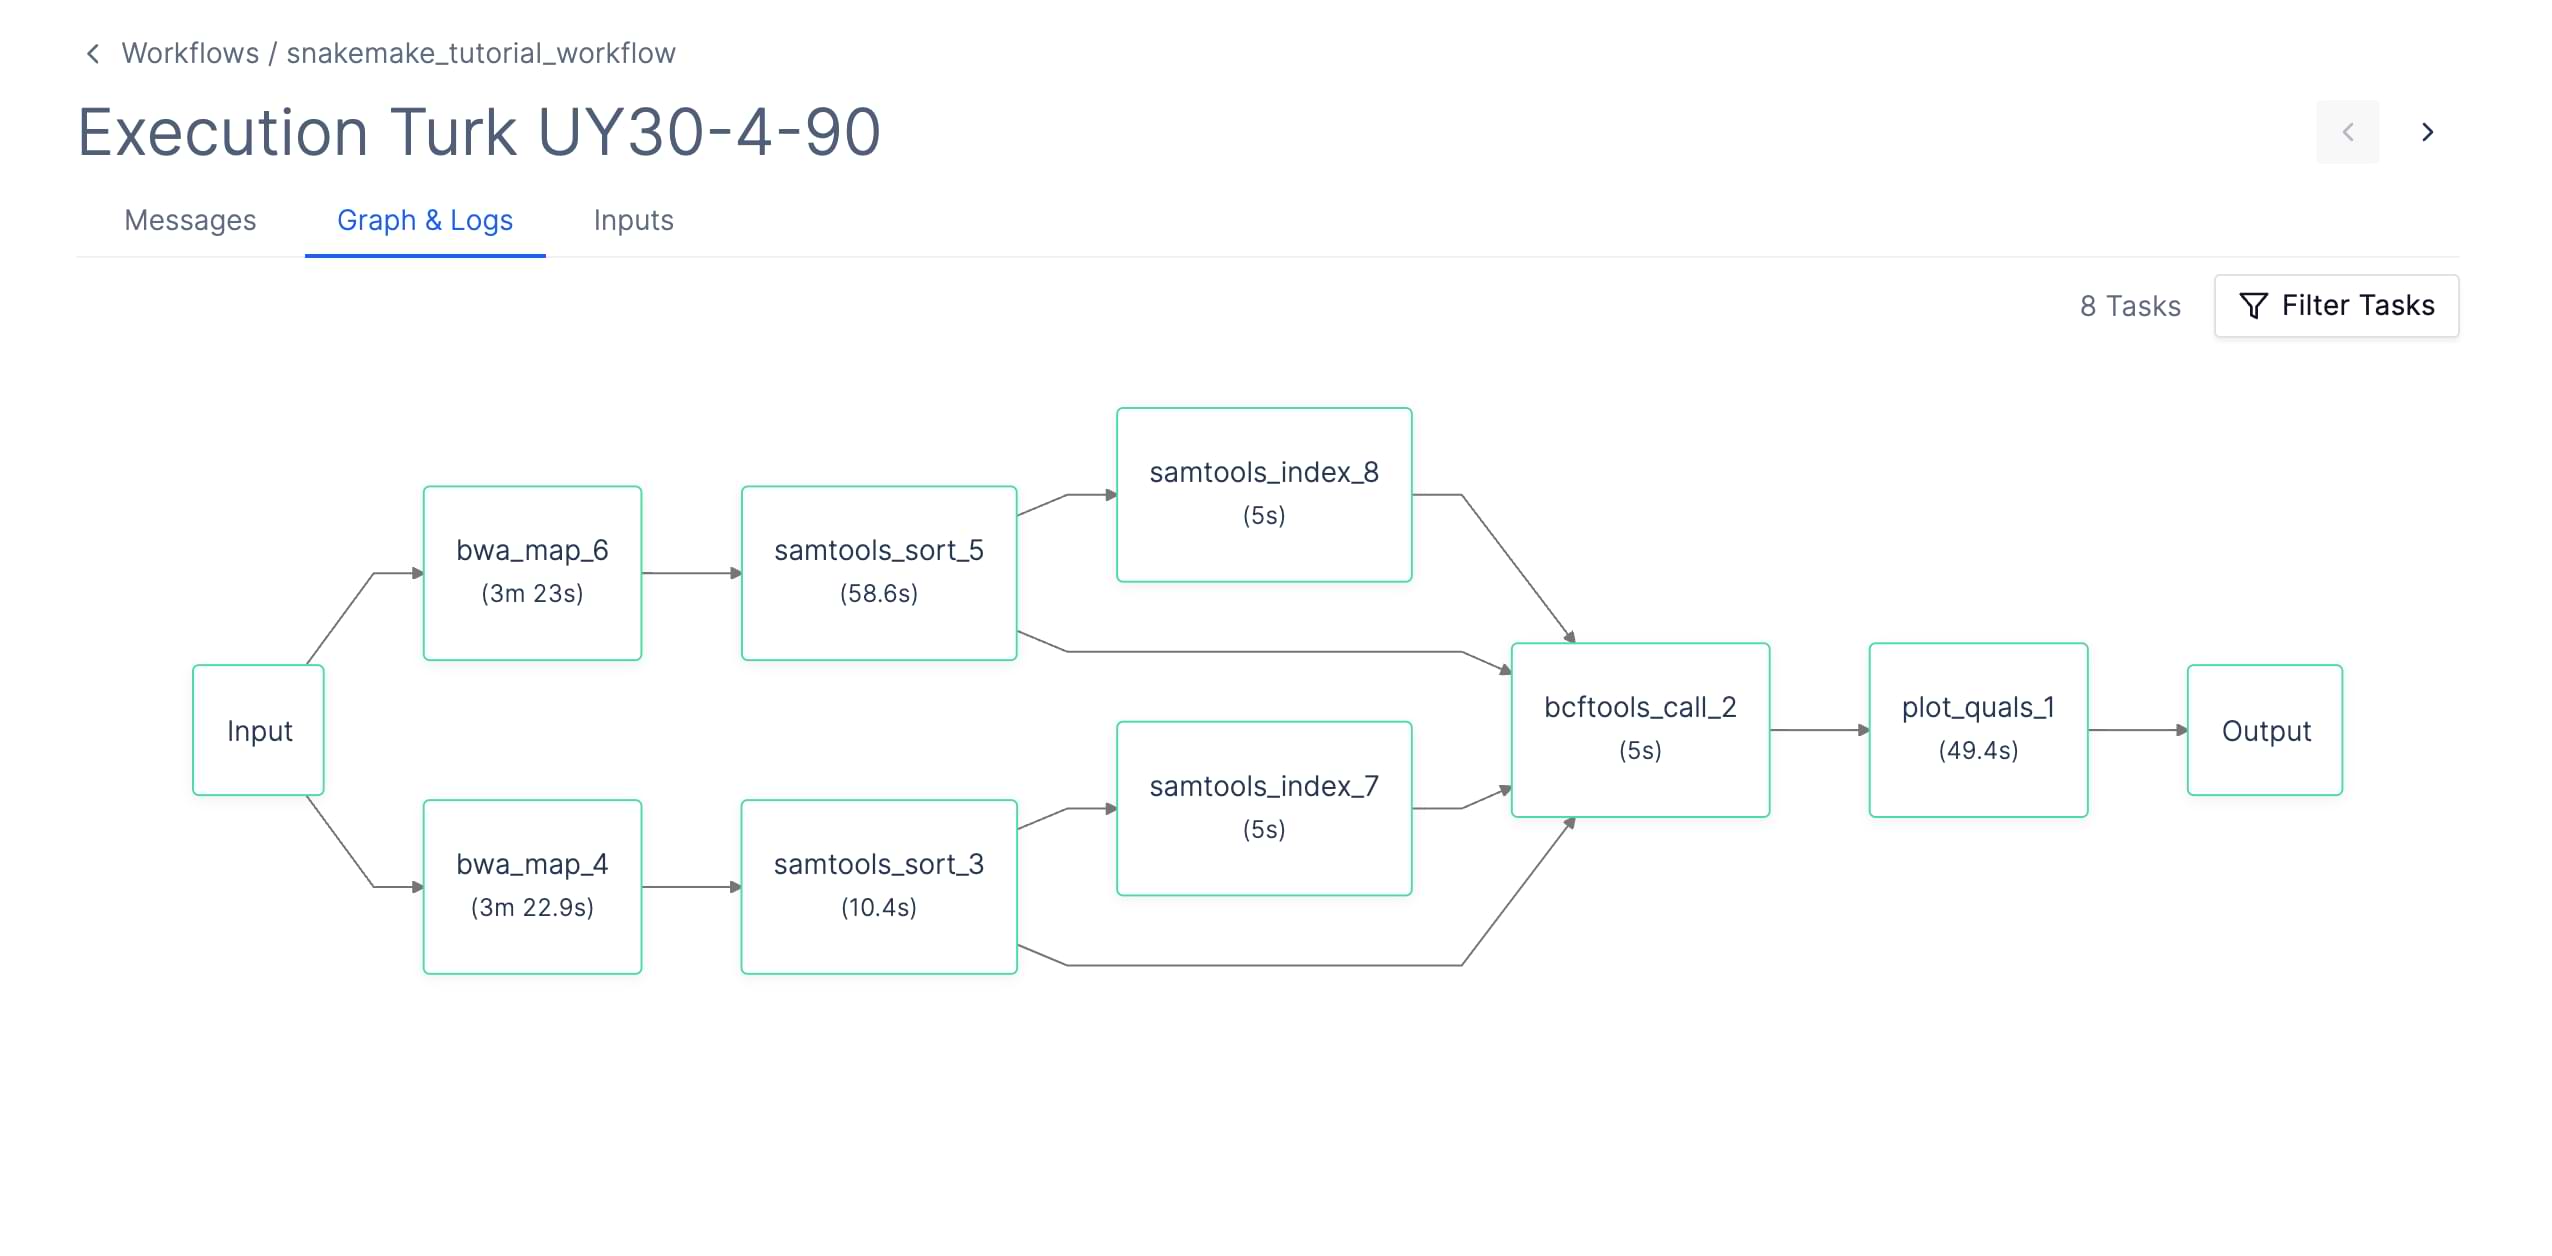 Workflows / snakemake_tutorial_workflow
Execution Turk UY30-4-90
Messages
Graph & Logs
Inputs
8 Tasks
Filter Tasks
Input
bwa_map_6
(3m 23s)
samtools_sort_5
(58.6s)
samtools_index_8
(5s)
bwa_map_4
(3m 22.9s)
samtools_sort_3
(10.4s)
samtools_index_7
(5s)
bcftools_call_2
(5s)
plot_quals_1
(49.4s)
Output